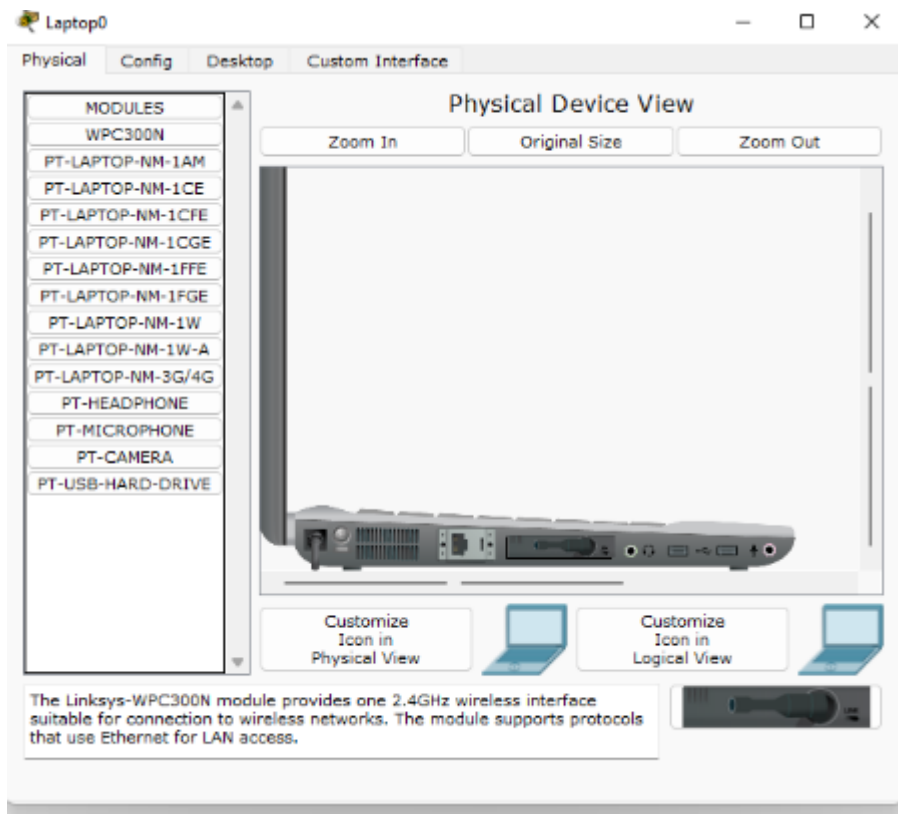 Laptop0
Physical Config Desktop Custom Interface
MODULES
WPC300N
PT-LAPTOP-NM-1AM
PT-LAPTOP-NM-1CE
PT-LAPTOP-NM-1CFE
PT-LAPTOP-NM-1CGE
PT-LAPTOP-NM-1FFE
PT-LAPTOP-NM-1FGE
PT-LAPTOP-NM-1W
PT-LAPTOP-NM-1W-A
PT-LAPTOP-NM-3G/4G
PT-HEADPHONE
PT-MICROPHONE
PT-CAMERA
PT-USB-HARD-DRIVE
Physical Device View
Zoom In Original Size Zoom Out
Customize
Icon in
Physical View
Customize
Icon in
Logical View
The Linksys-WPC300N module provides one 2.4GHz wireless interface
suitable for connection to wireless networks. The module supports protocols
that use Ethernet for LAN access.
LINK